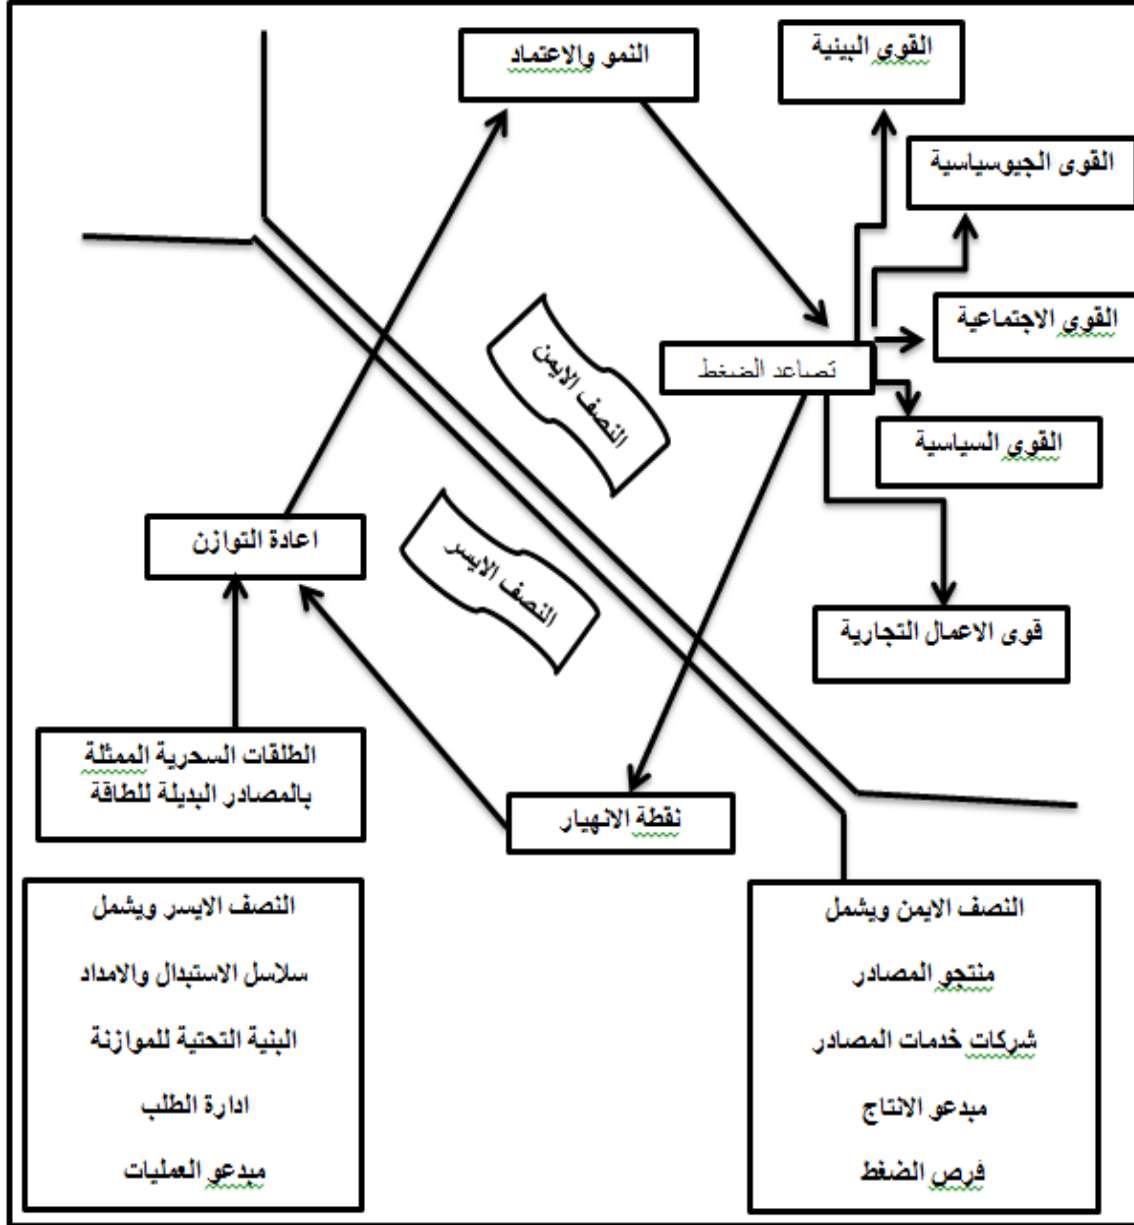 النمو والاعتماد
القوى البينية
القوى الجيوسياسية
القوى الاجتماعية
تصاعد الضغط
القوى السياسية
قوى الاعمال التجارية
النصف الايمن
النصف الايسر
اعادة التوازن
نقطة الانهيار
الطلقات السحرية الممثلة
بالمصادر البديلة للطاقة
النصف الايمن ويشمل
منتجو المصادر
شركات خدمات المصادر
مبدعو الانتاج
فرص الضغط
النصف الايسر ويشمل
سلاسل الاستبدال والامداد
البنية التحتية للموازنة
ادارة الطلب
مبدعو العمليات